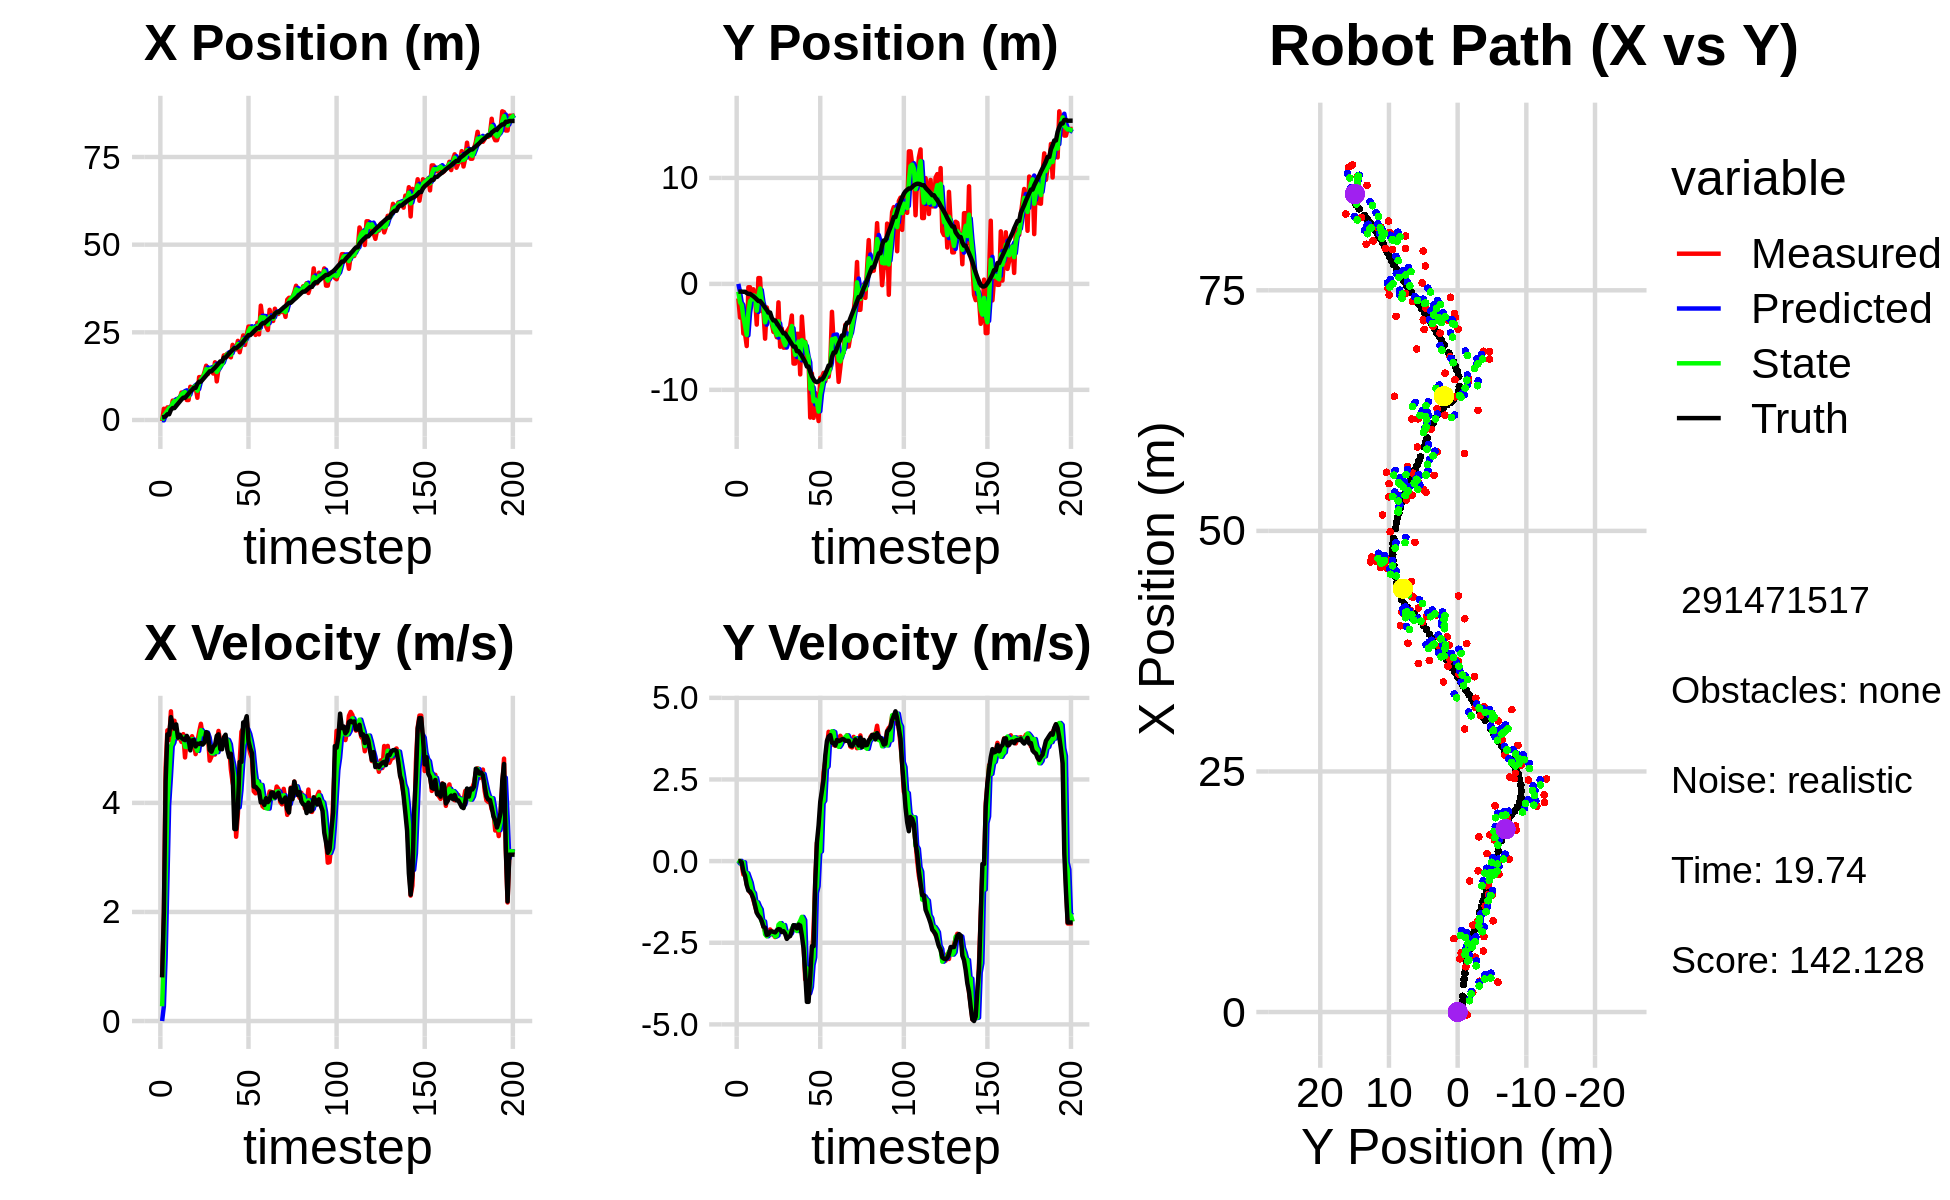 X Position (m)
75
50
25
0
0
50
100
150
200
timestep
Y Position (m)
10
0
-10
0
50
100
150
200
timestep
X Velocity (m/s)
4
2
0
0
50
100
150
200
timestep
Y Velocity (m/s)
5.0
2.5
0.0
-2.5
-5.0
0
50
100
150
200
timestep
Robot Path (X vs Y)
X Position (m)
75
50
25
0
20 10 0 -10 -20
Y Position (m)
variable
Measured
Predicted
State
Truth
291471517
Obstacles: none
Noise: realistic
Time: 19.74
Score: 142.128